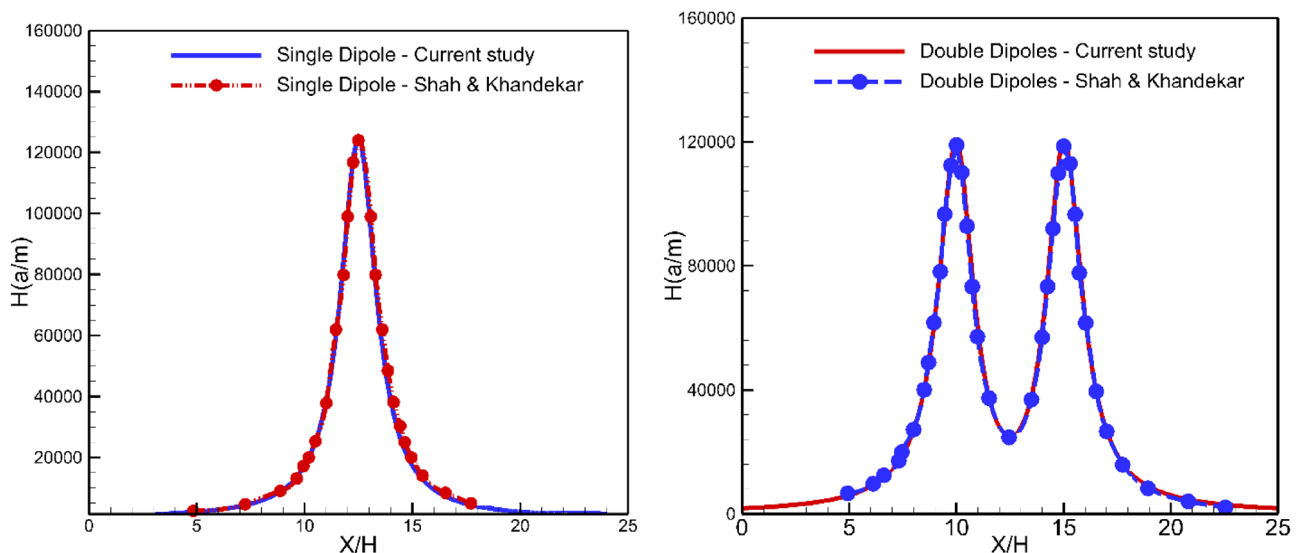 160000
140000
120000
100000
80000
60000
40000
20000
H(a/m)
Single Dipole - Current study
Single Dipole - Shah & Khandekar
0 5 10 15 20 25
X/H
160000
120000
80000
40000
0
H(a/m)
Double Dipoles - Current study
Double Dipoles - Shah & Khandekar
0 5 10 15 20 25
X/H